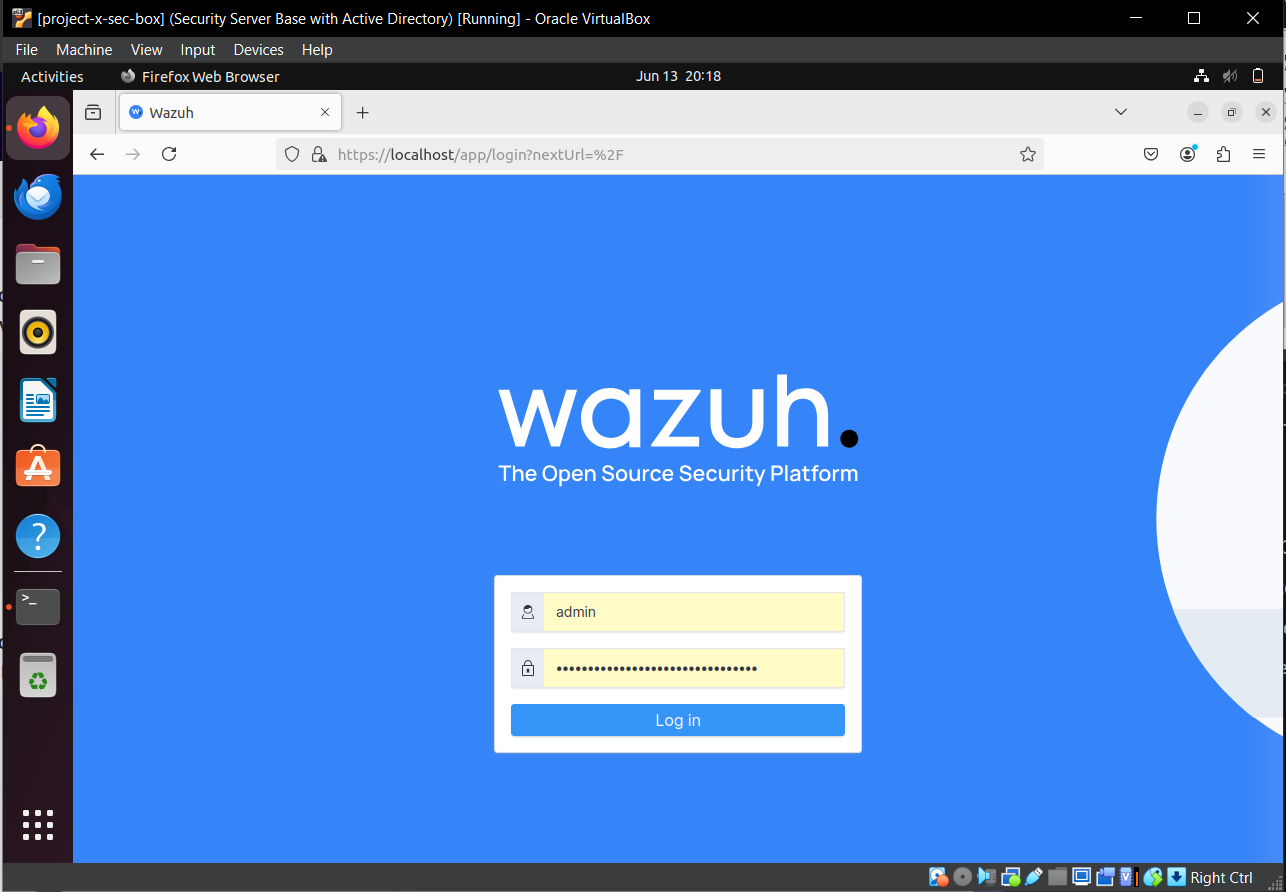 [project-x-sec-box] (Security Server Base with Active Directory) [Running] - Oracle VirtualBox
File Machine View Input Devices Help
Activities Firefox Web Browser Jun 13 20:18
Wazuh
https://localhost/app/login?nextUrl=%2F
wazuh.
The Open Source Security Platform
admin
••••••••••••••••••••••••••••••••
Log in
Right Ctrl